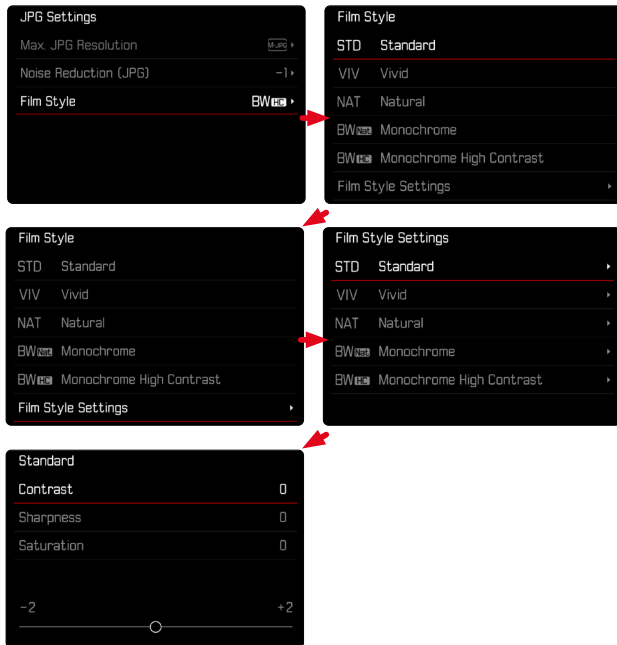 JPG Settings
Max. JPG Resolution M-JPG
Noise Reduction (JPG) -1
Film Style BW HC
Film Style
STD Standard
VIV Vivid
NAT Natural
BW Nat. Monochrome
BW HC Monochrome High Contrast
Film Style Settings
Film Style
STD Standard
VIV Vivid
NAT Natural
BW Nat. Monochrome
BW HC Monochrome High Contrast
Film Style Settings
Film Style Settings
STD Standard
VIV Vivid
NAT Natural
BW Nat. Monochrome
BW HC Monochrome High Contrast
Standard
Contrast 0
Sharpness 0
Saturation 0
-2 +2